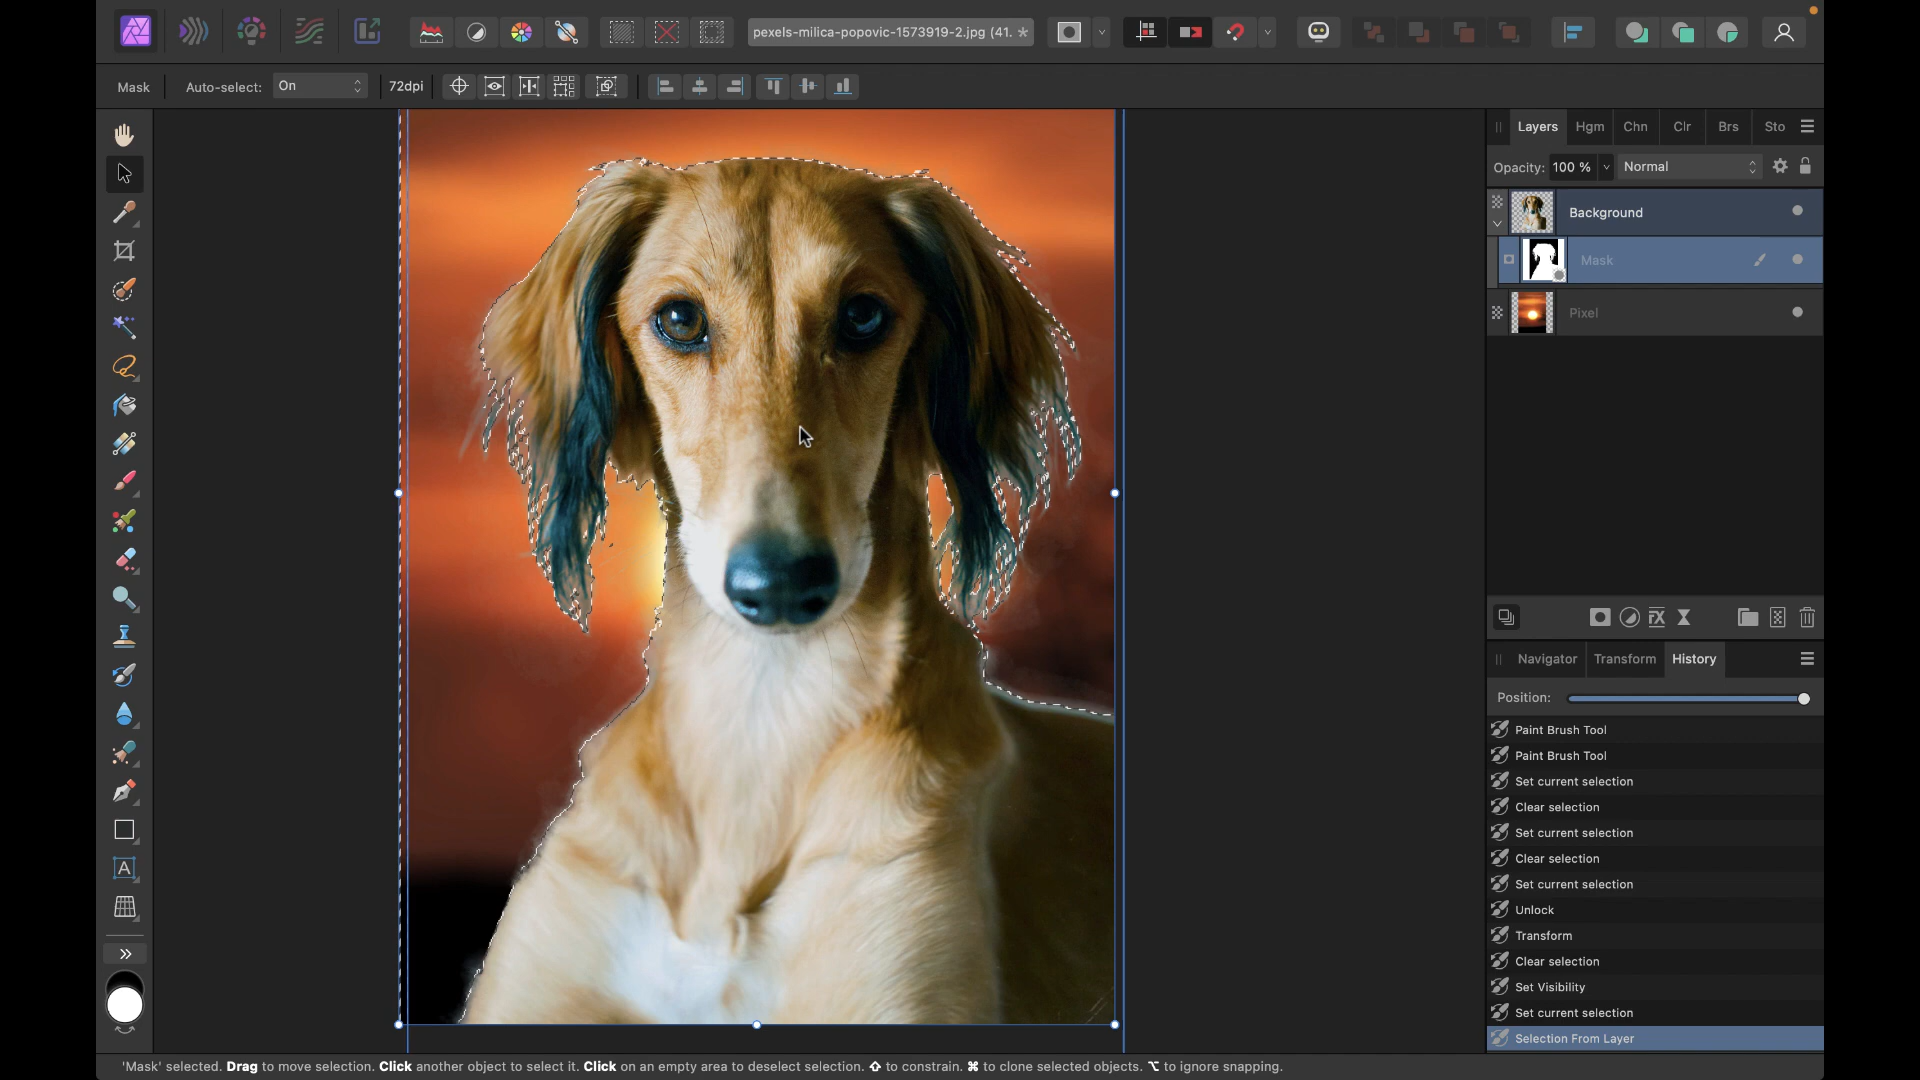 pexels-milica-popovic-1573919-2.jpg (41. *
Mask
Auto-select:
On
72dpi
Layers
Hgm
Chn
Clr
Brs
Sto
Opacity:
100 %
Normal
Background
Mask
Pixel
FX
Navigator
Transform
History
Position:
Paint Brush Tool
Paint Brush Tool
Set current selection
Clear selection
Set current selection
Clear selection
Set current selection
Unlock
Transform
Clear selection
Set Visibility
Set current selection
Selection From Layer
A
'Mask' selected. Drag to move selection. Click another object to select it. Click on an empty area to deselect selection. ⇧ to constrain. ⌘ to clone selected objects. ⌥ to ignore snapping.